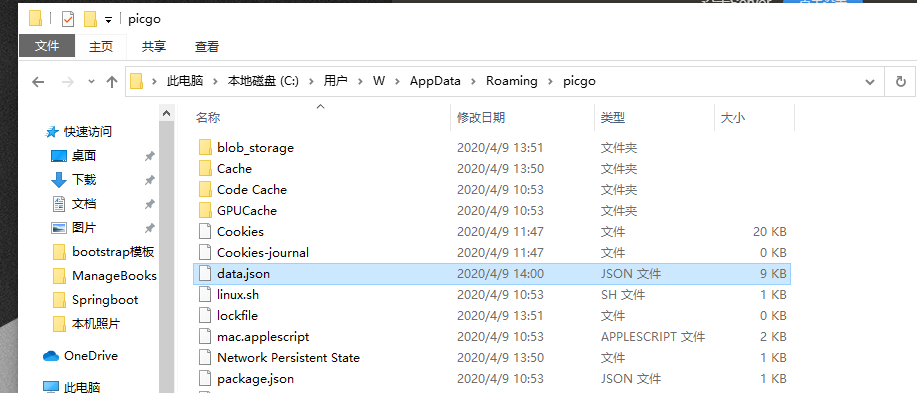 picgo
文件 主页 共享 查看
此电脑 本地磁盘 (C:) 用户 W AppData Roaming picgo
名称 修改日期 类型 大小
快速访问
桌面
下载
文档
图片
bootstrap模板
ManageBooks
Springboot
本机照片
OneDrive
此电脑
blob_storage 2020/4/9 13:51 文件夹
Cache 2020/4/9 13:50 文件夹
Code Cache 2020/4/9 10:53 文件夹
GPUCache 2020/4/9 10:53 文件夹
Cookies 2020/4/9 11:47 文件 20 KB
Cookies-journal 2020/4/9 11:47 文件 0 KB
data.json 2020/4/9 14:00 JSON 文件 9 KB
linux.sh 2020/4/9 10:53 SH 文件 1 KB
lockfile 2020/4/9 13:51 文件 0 KB
mac.applescript 2020/4/9 10:53 APPLESCRIPT 文件 2 KB
Network Persistent State 2020/4/9 13:50 文件 1 KB
package.json 2020/4/9 10:53 JSON 文件 1 KB